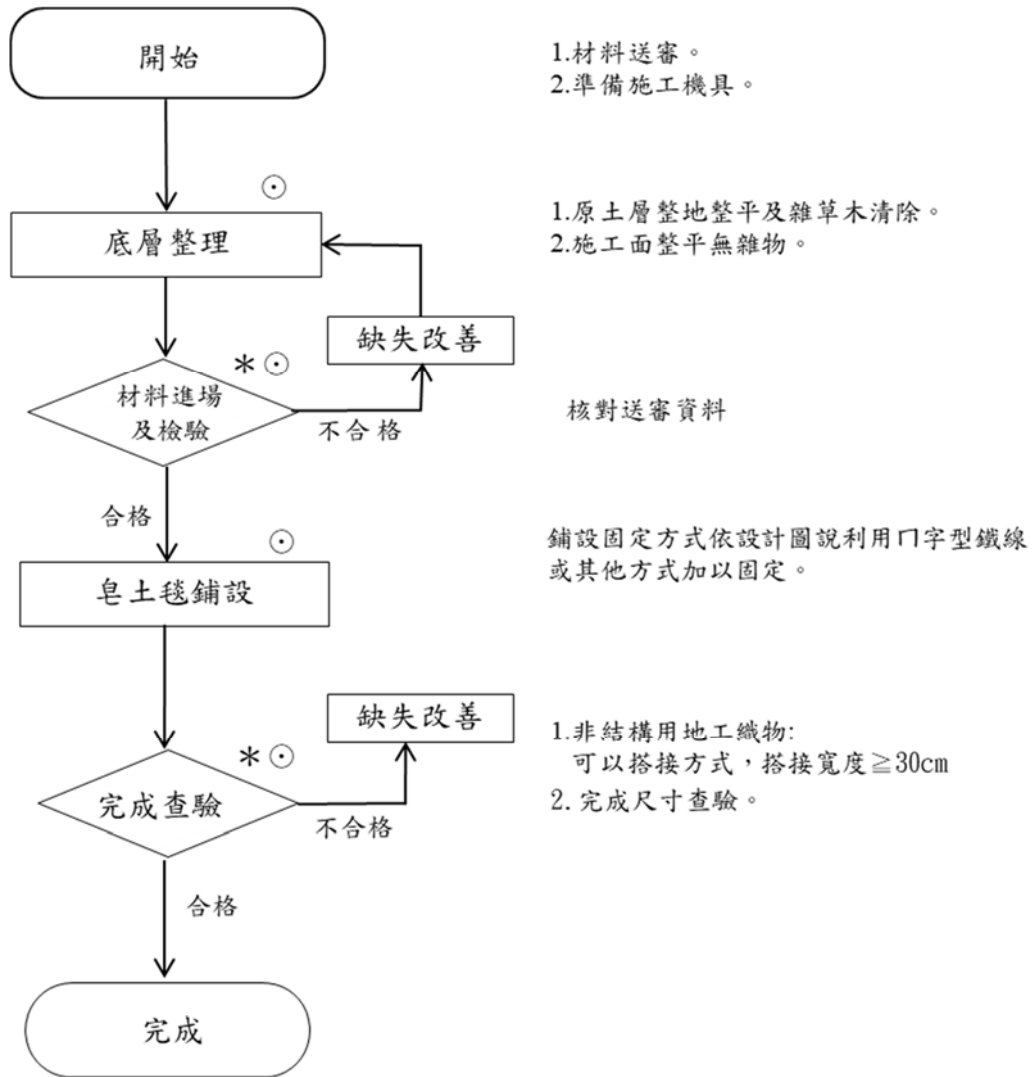 開始
1.材料送審。
2.準備施工機具。
⊙
底層整理
1.原土層整地整平及雜草木清除。
2.施工面整平無雜物。
缺失改善
*⊙
材料進場
及檢驗
不合格
核對送審資料
合格
⊙
皂土毯鋪設
鋪設固定方式依設計圖說利用冂字型鐵線
或其他方式加以固定。
缺失改善
*⊙
完成查驗
不合格
1.非結構用地工織物:
可以搭接方式，搭接寬度≧30cm
2. 完成尺寸查驗。
合格
完成